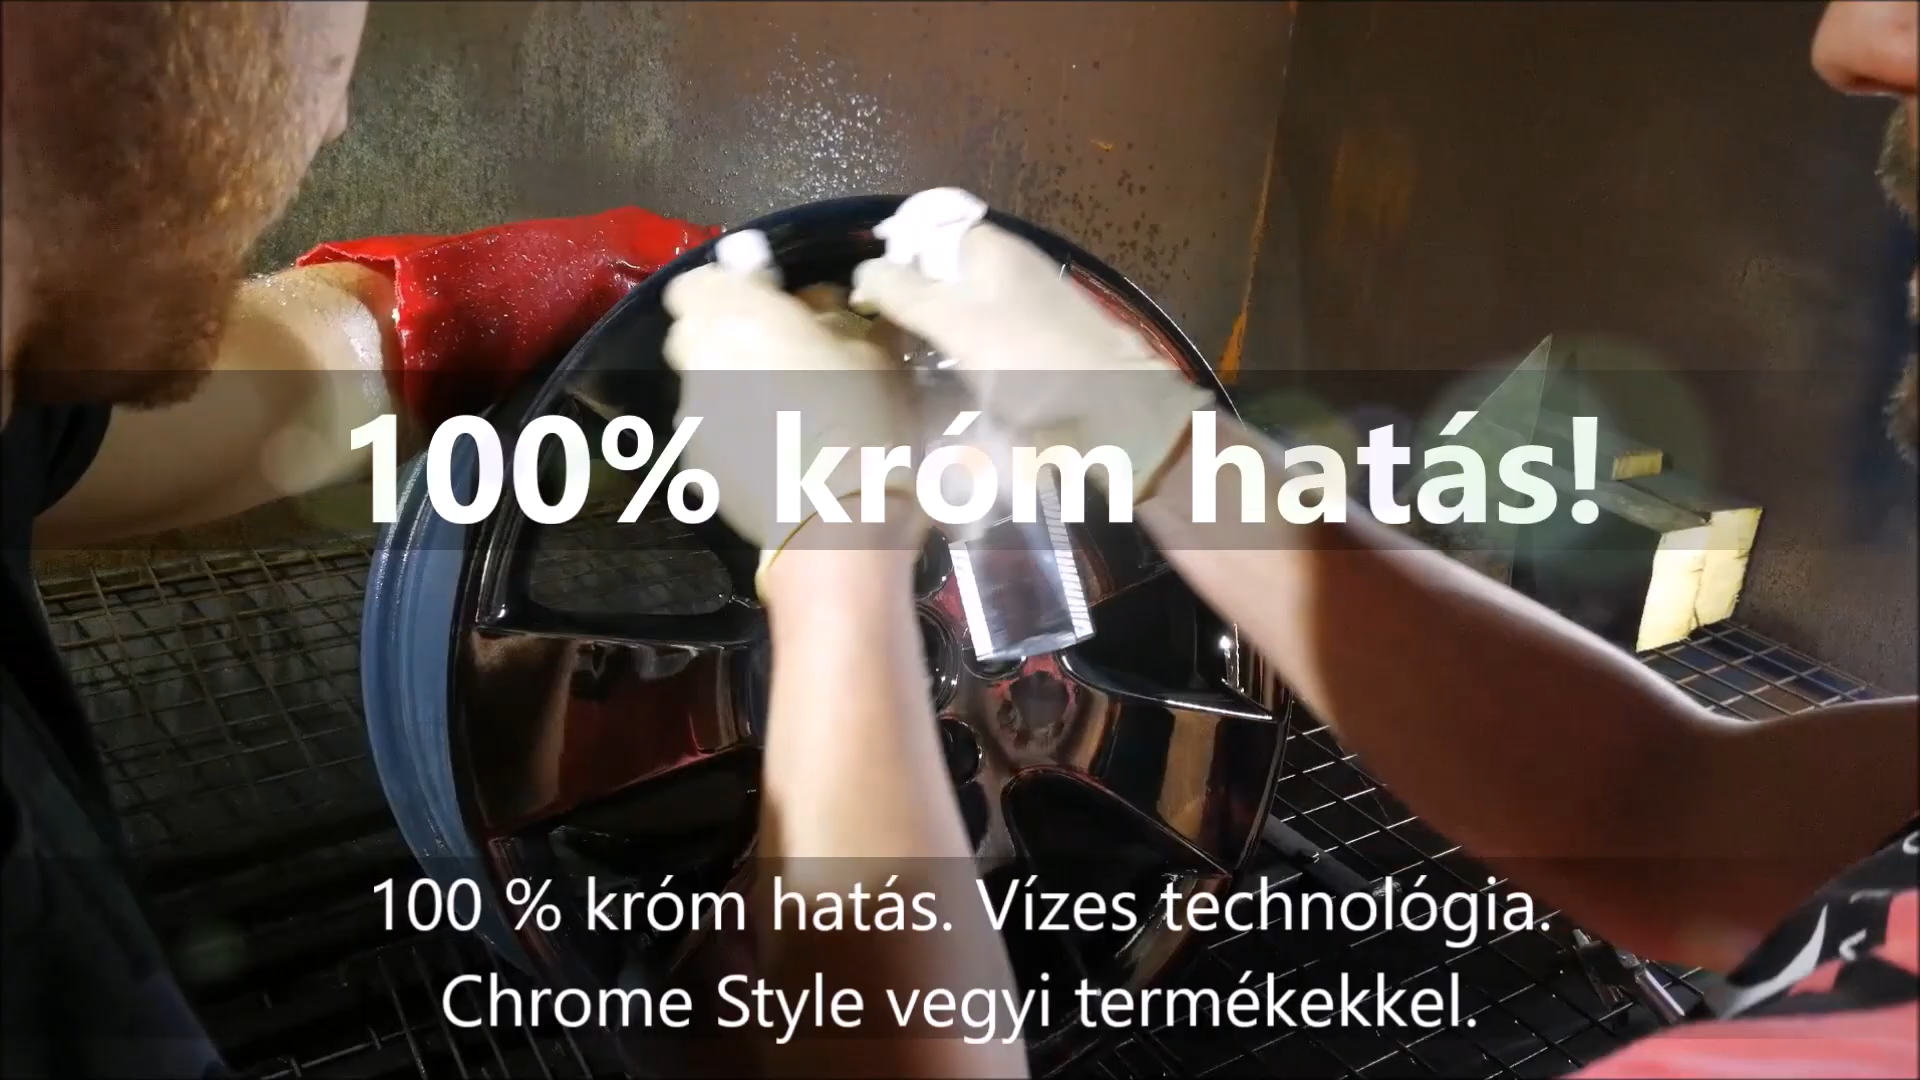 100% króm hatás!
100 % króm hatás. Vízes technológia.
Chrome Style vegyi termékekkel.